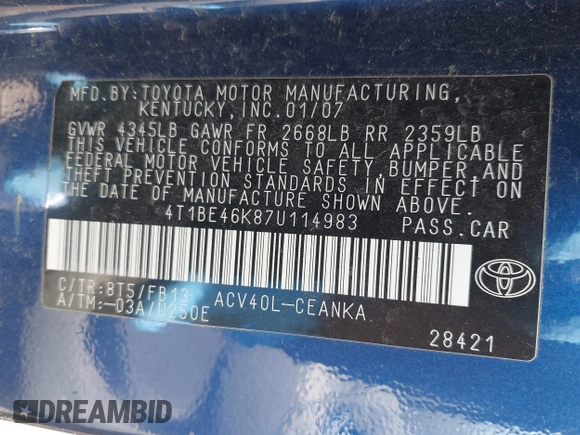 MFD.BY:TOYOTA MOTOR MANUFACTURING,
KENTUCKY,INC.01/07
GVWR 4345LB GAWR FR 2668LB RR 2359LB
THIS VEHICLE CONFORMS TO ALL APPLICABLE
FEDERAL MOTOR VEHICLE SAFETY,BUMPER,AND
THEFT PREVENTION STANDARDS IN EFFECT ON
THE DATE OF MANUFACTURE SHOWN ABOVE.
4T1BE46K87U114983 PASS.CAR
C/TR:8T5/FB13
A/TM:-03A/U250E
ACV40L-CEANKA
28421
DREAMBID